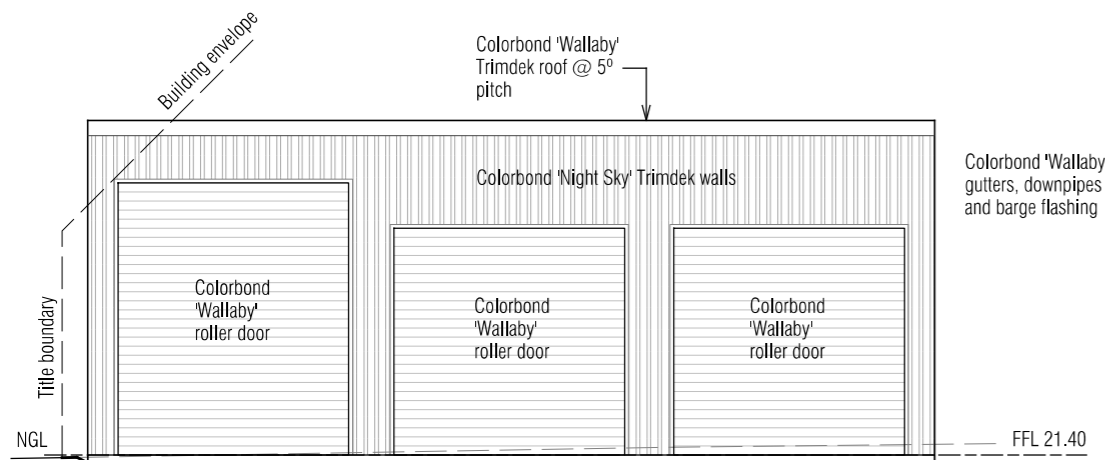 Building envelope
Colorbond 'Wallaby'
Trimdek roof @ 5º
pitch
Colorbond 'Night Sky' Trimdek walls
Colorbond 'Wallaby
gutters, downpipes
and barge flashing
Title boundary
Colorbond
'Wallaby'
roller door
Colorbond
'Wallaby'
roller door
Colorbond
'Wallaby'
roller door
NGL
FFL 21.40